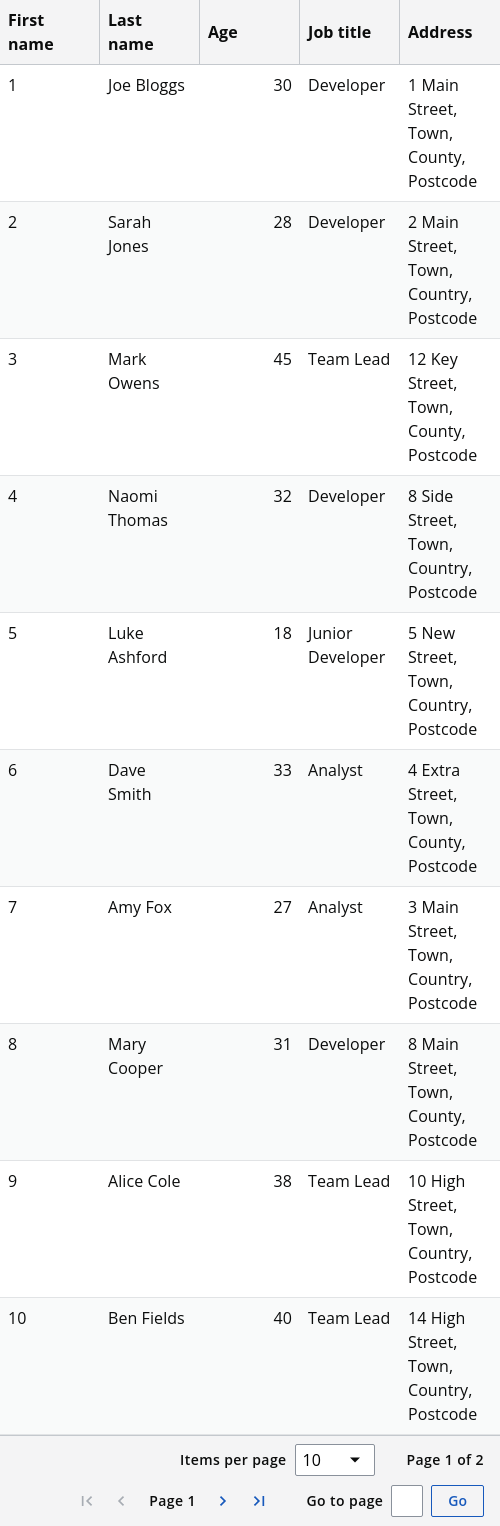 First name Last name Age Job title Address
1 Joe Bloggs 30 Developer 1 Main
Street,
Town,
County,
Postcode
2 Sarah 28 Developer 2 Main
Jones Street,
Town,
Country,
Postcode
3 Mark 45 Team Lead 12 Key
Owens Street,
Town,
County,
Postcode
4 Naomi 32 Developer 8 Side
Thomas Street,
Town,
Country,
Postcode
5 Luke 18 Junior 5 New
Ashford Developer Street,
Town,
Country,
Postcode
6 Dave 33 Analyst 4 Extra
Smith Street,
Town,
County,
Postcode
7 Amy Fox 27 Analyst 3 Main
Street,
Town,
Country,
Postcode
8 Mary 31 Developer 8 Main
Cooper Street,
Town,
County,
Postcode
9 Alice Cole 38 Team Lead 10 High
Street,
Town,
Country,
Postcode
10 Ben Fields 40 Team Lead 14 High
Street,
Town,
Country,
Postcode
Items per page 10 Page 1 of 2
Page 1 Go to page Go